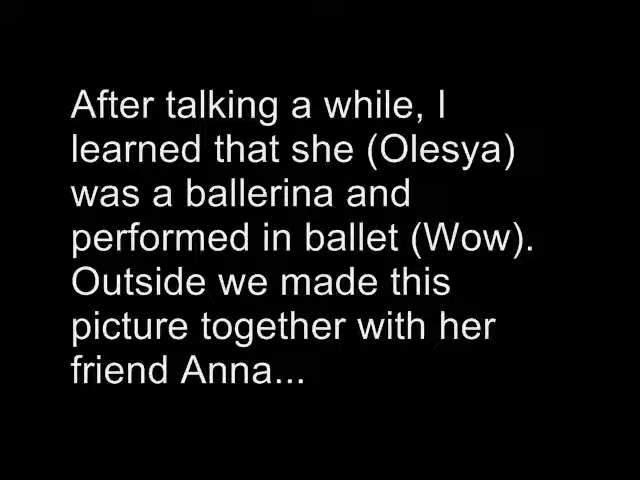 After talking a while, I
learned that she (Olesya)
was a ballerina and
performed in ballet (Wow).
Outside we made this
picture together with her
friend Anna...